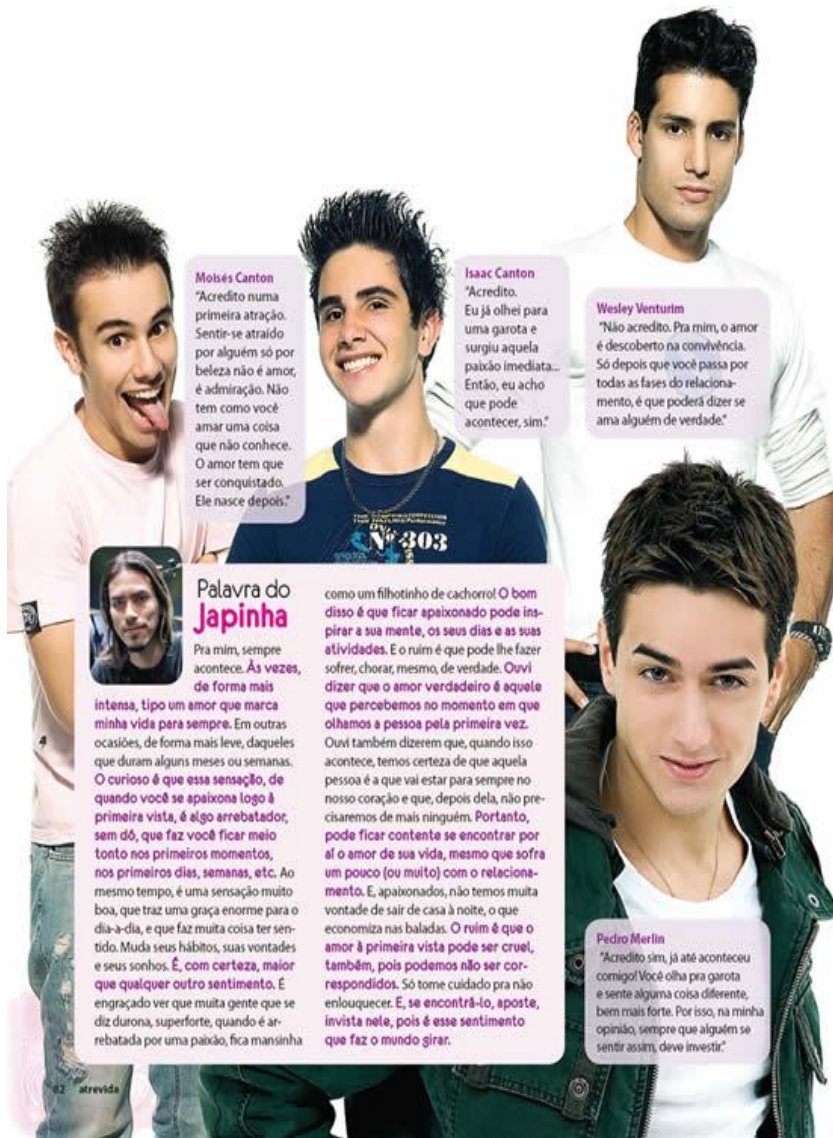 Moisés Canton
"Acredito numa
primeira atração.
Sentir-se atraído
por alguém só por
beleza não é amor,
é admiração. Não
tem como você
amar uma coisa
que não conhece.
O amor tem que
ser conquistado.
Ele nasce depois."
Isaac Canton
"Acredito.
Eu já olhei para
uma garota e
surgiu aquela
paixão imediata...
Então, eu acho
que pode
acontecer, sim."
Wesley Venturim
"Não acredito. Pra mim, o amor
é descoberto na convivência.
Só depois que você passa por
todas as fases do relaciona-
mento, é que poderá dizer se
ama alguém de verdade."
Nº 303
Palavra do
Japinha
Pra mim, sempre
acontece. Às vezes,
de forma mais
intensa, tipo um amor que marca
minha vida para sempre. Em outras
ocasiões, de forma mais leve, daqueles
que duram alguns meses ou semanas.
O curioso é que essa sensação, de
quando você se apaixona logo à
primeira vista, é algo arrebatador,
sem dó, que faz você ficar meio
tonto nos primeiros momentos,
nos primeiros dias, semanas, etc. Ao
mesmo tempo, é uma sensação muito
boa, que traz uma graça enorme para o
dia-a-dia, e que faz muita coisa ter sen-
tido. Muda seus hábitos, suas vontades
e seus sonhos. É, com certeza, maior
que qualquer outro sentimento. É
engraçado ver que muita gente que se
diz durona, superforte, quando é ar-
rebatada por uma paixão, fica mansinha
como um filhotinho de cachorro! O bom
disso é que ficar apaixonado pode ins-
pirar a sua mente, os seus dias e as suas
atividades. E o ruim é que pode lhe fazer
sofrer, chorar, mesmo, de verdade. Ouvi
dizer que o amor verdadeiro é aquele
que percebemos no momento em que
olhamos a pessoa pela primeira vez.
Ouvi também dizerem que, quando isso
acontece, temos certeza de que aquela
pessoa é a que vai estar para sempre no
nosso coração e que, depois dela, não pre-
cisaremos de mais ninguém. Portanto,
pode ficar contente se encontrar por
aí o amor de sua vida, mesmo que sofra
um pouco (ou muito) com o relaciona-
mento. E, apaixonados, não temos muita
vontade de sair de casa à noite, o que
economiza nas baladas. O ruim é que o
amor à primeira vista pode ser cruel,
também, pois podemos não ser cor-
respondidos. Só tome cuidado pra não
enlouquecer. E, se encontrá-lo, aposte,
invista nele, pois é esse sentimento
que faz o mundo girar.
Pedro Merlin
"Acredito sim, já até aconteceu
comigo! Você olha pra garota
e sente alguma coisa diferente,
bem mais forte. Por isso, na minha
opinião, sempre que alguém se
sentir assim, deve investir."
82 atrevida